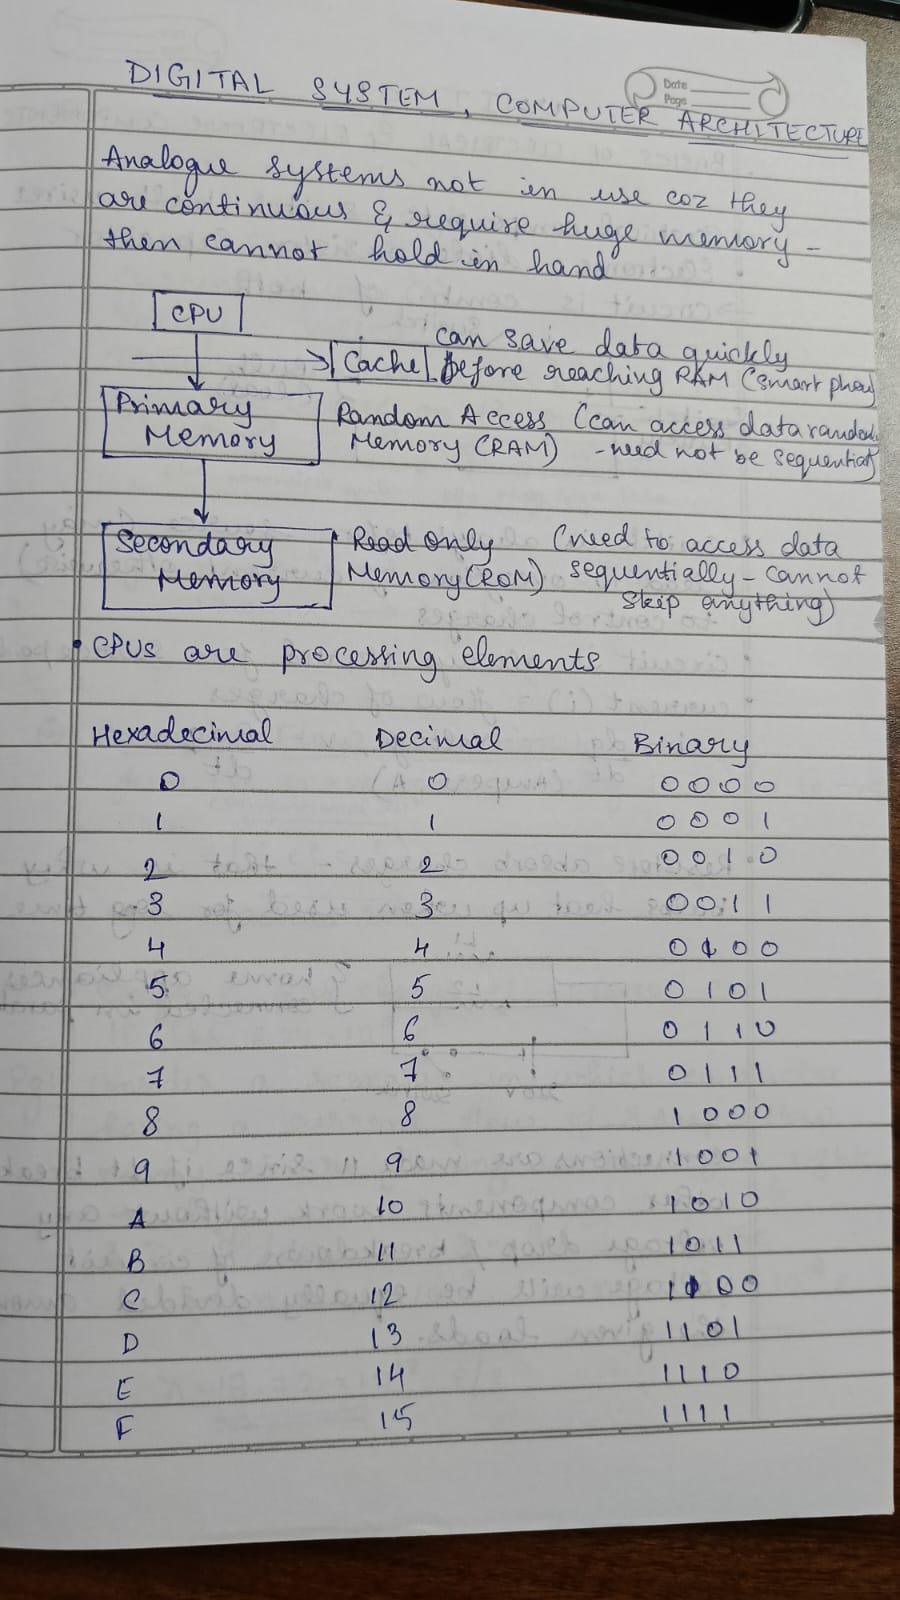 Date
Page
DIGITAL SYSTEM, COMPUTER ARCHITECTURE
Analogue systems not in use coz they
are continuous & require huge memory -
then cannot hold in hand
CPU
can save data quickly
Cache before reaching RAM (smart phone)
Primary Random Access (can access data
Memory Memory (RAM) - need not be sequential)
Secondary Read Only (need to access data
Memory Memory (ROM) sequentially - cannot
skip anything)
• CPUs are processing elements
Hexadecimal Decimal Binary
0 0 0000
1 1 0001
2 2 0010
3 3 0011
4 4 0100
5 5 0101
6 6 0110
7 7 0111
8 8 1000
9 9 1001
A 10 1010
B 11 1011
C 12 1100
D 13 1101
E 14 1110
F 15 1111